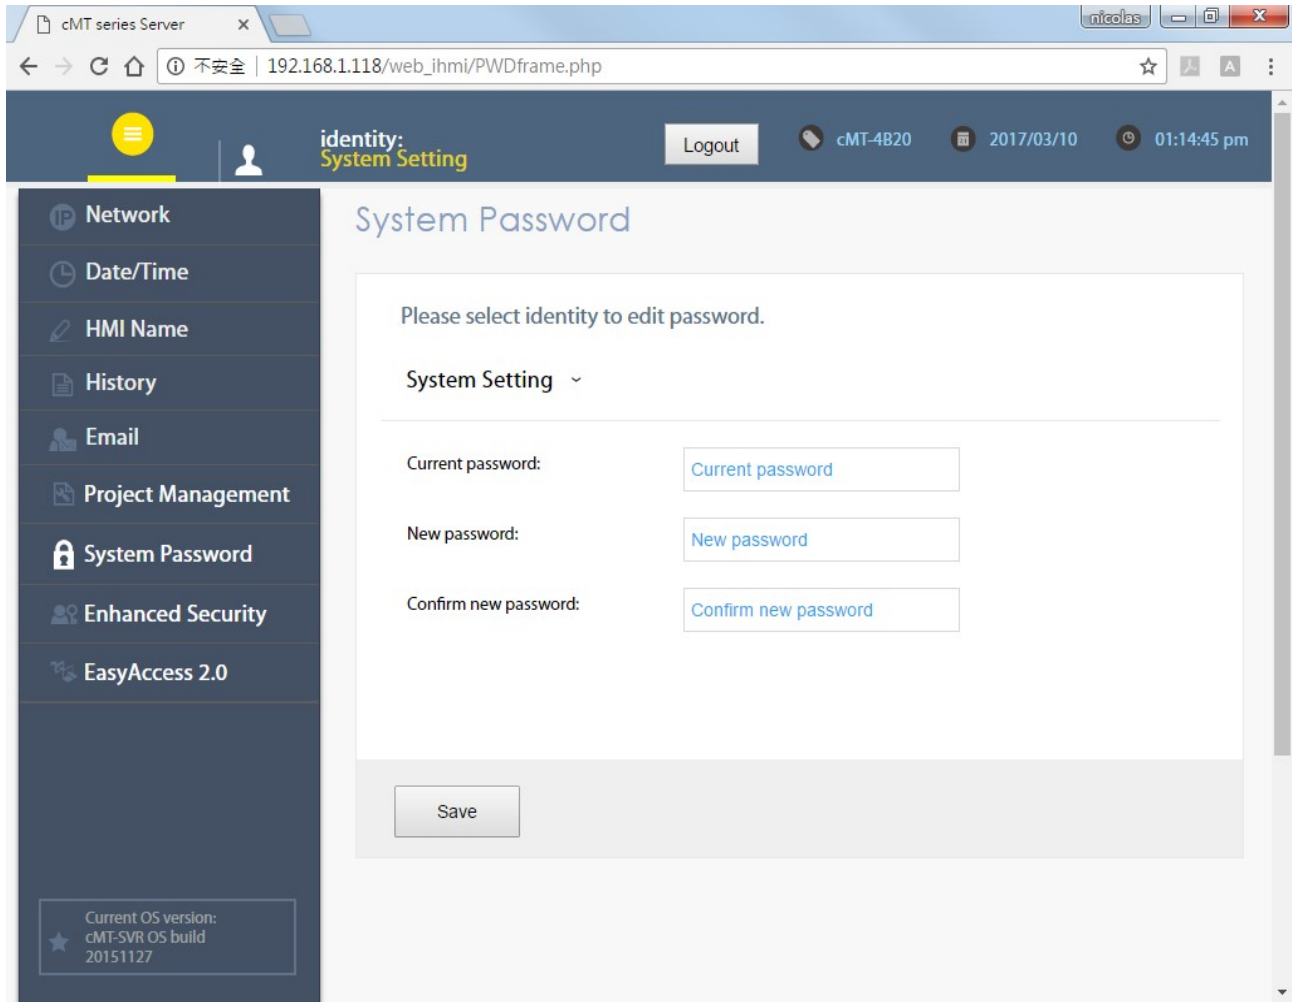 cMT series Server
nicolas
不安全 192.168.1.118/web_ihmi/PWDframe.php
identity:
System Setting
Logout
cMT-4B20
2017/03/10
01:14:45 pm
IP Network
Date/Time
HMI Name
History
Email
Project Management
System Password
Enhanced Security
EasyAccess 2.0
Current OS version:
cMT-SVR OS build
20151127
System Password
Please select identity to edit password.
System Setting
Current password: Current password
New password: New password
Confirm new password: Confirm new password
Save